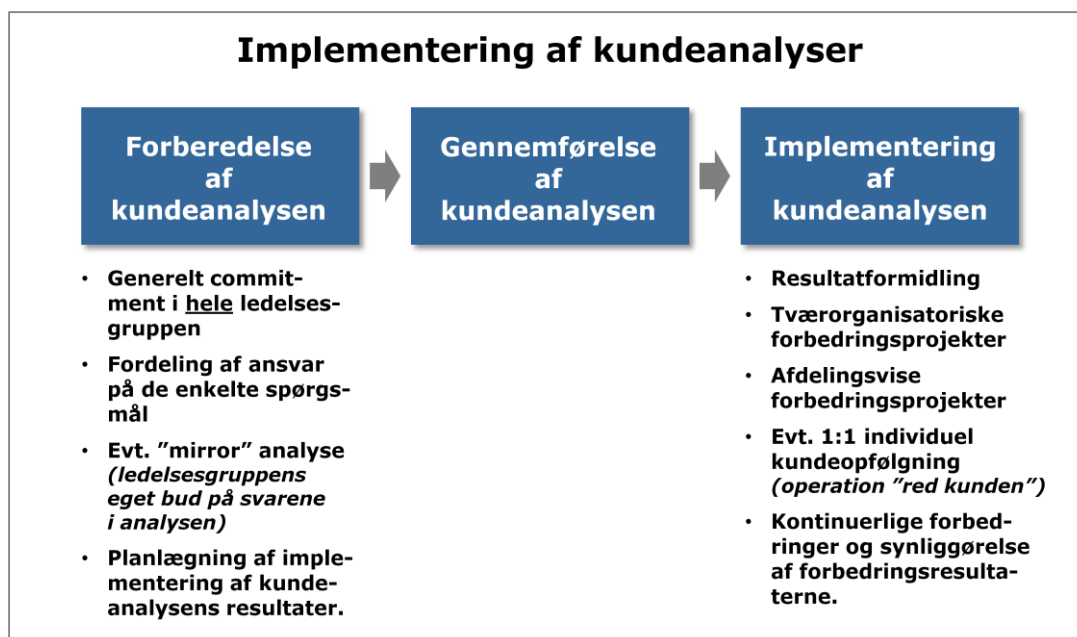 Implementering af kundeanalyser
Forberedelse
af
kundeanalysen
Gennemførelse
af
kundeanalysen
Implementering
af
kundeanalysen
• Generelt commit-
ment i hele ledelses-
gruppen
• Fordeling af ansvar
på de enkelte spørgs-
mål
• Evt. ”mirror” analyse
(ledelsesgruppens
eget bud på svarene
i analysen)
• Planlægning af imple-
mentering af kunde-
analysens resultater.
• Resultatformidling
• Tværorganisatoriske
forbedringsprojekter
• Afdelingsvise
forbedringsprojekter
• Evt. 1:1 individuel
kundeopfølgning
(operation ”red kunden”)
• Kontinuerlige forbed-
ringer og synliggørelse
af forbedringsresulta-
terne.